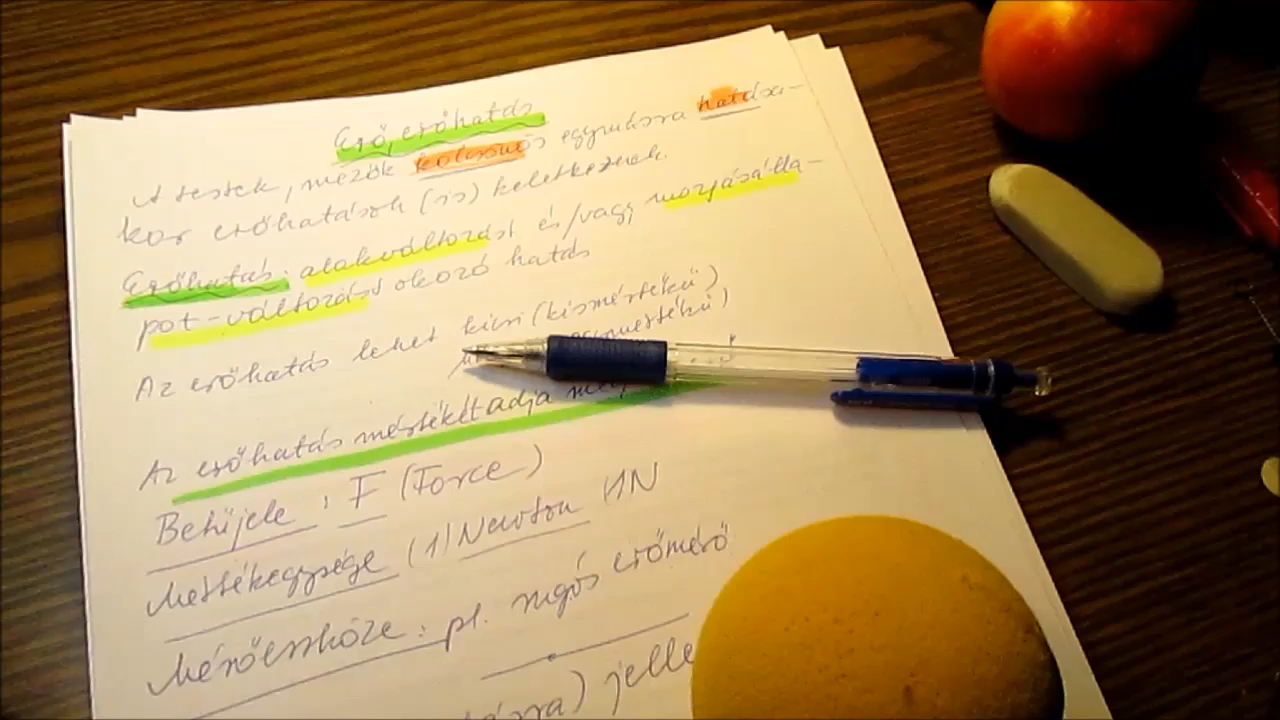 Erő, erőhatás
A testek, mezők kölcsönös egymásra hatása-
kor erőhatások (is) keletkeznek.
Erőhatás: alakváltozást és/vagy mozgásálla-
pot-változást okozó hatás
Az erőhatás lehet kicsi (kismértékű)
Az erőhatás mértékét adja meg
Betűjele : F (Force)
Mértékegysége (1) Newton 1N
Mérőeszköze : pl. rugós erőmérő
jelle